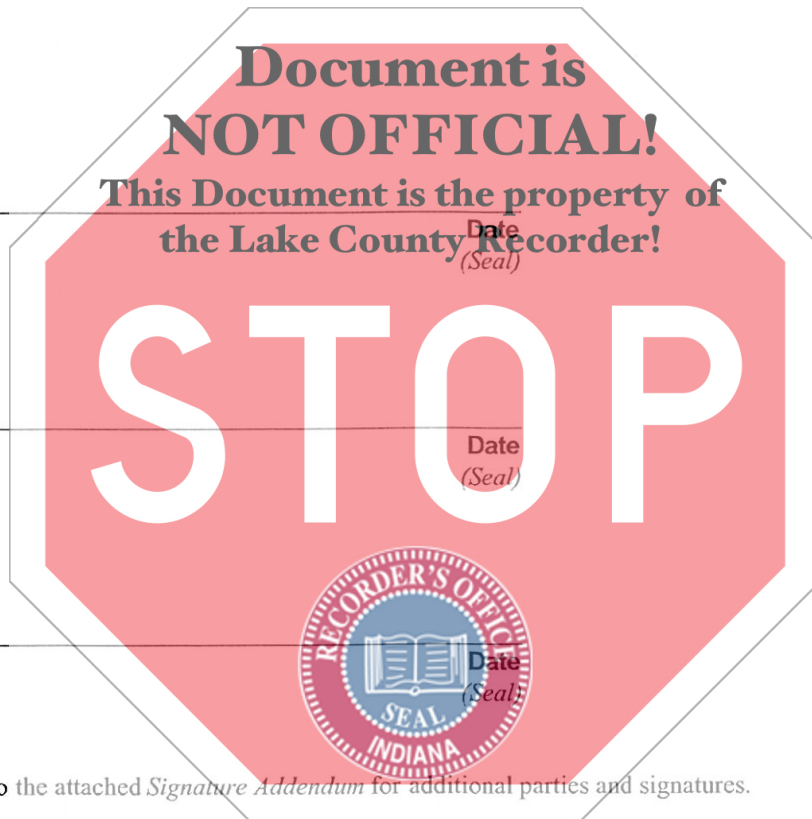 Document is
NOT OFFICIAL!
This Document is the property of
the Lake County Recorder!
Date
(Seal)
STOP
Date
(Seal)
RECORDER'S OFFICE
SEAL
INDIANA
Date
(Seal)
the attached Signature Addendum for additional parties and signatures.